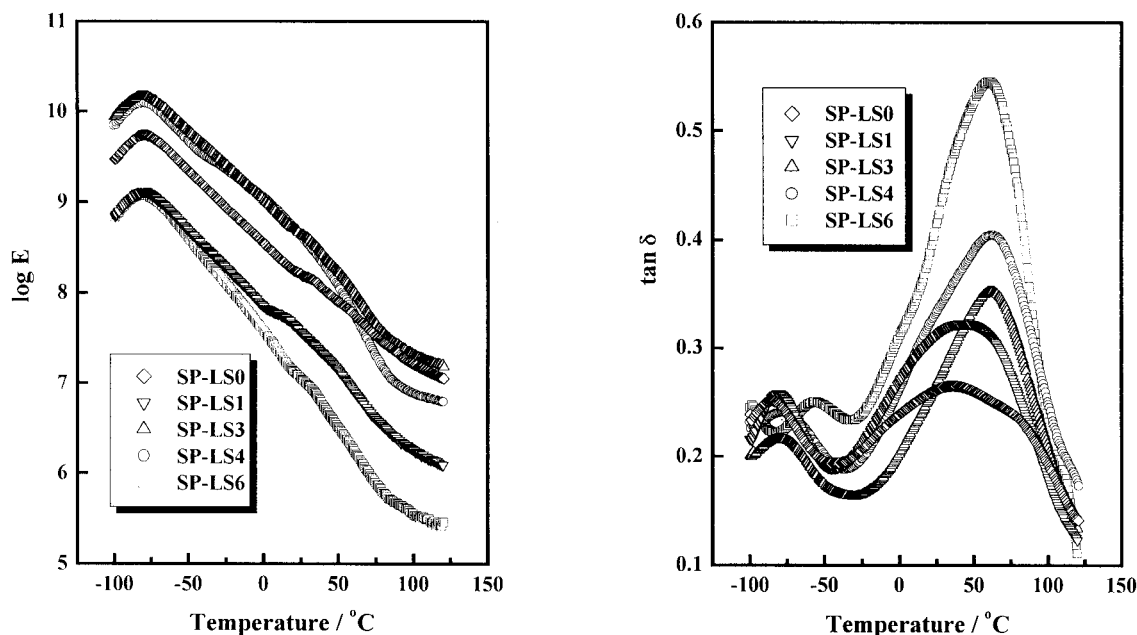 11
10
9
8
7
6
5
log E
SP-LS0
SP-LS1
SP-LS3
SP-LS4
SP-LS6
-100 -50 0 50 100 150
Temperature / °C
0.6
0.5
0.4
0.3
0.2
0.1
tan δ
SP-LS0
SP-LS1
SP-LS3
SP-LS4
SP-LS6
-100 -50 0 50 100 150
Temperature / °C